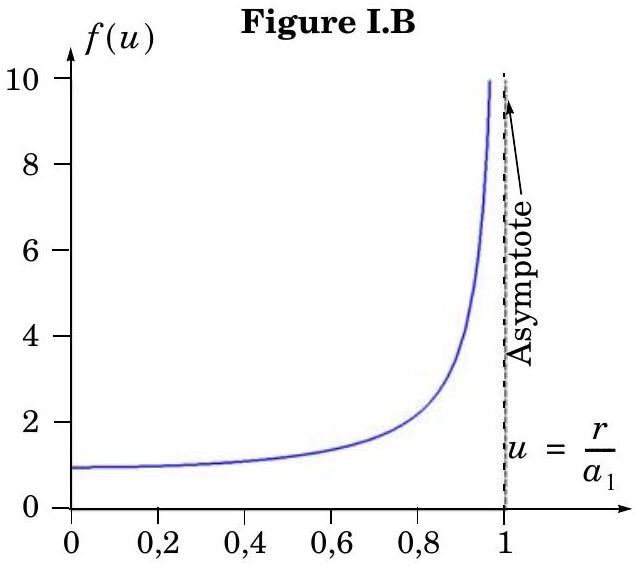 Figure I.B
f(u)
10
8
6
4
2
0
Asymptote
u = r/a₁
0 0,2 0,4 0,6 0,8 1